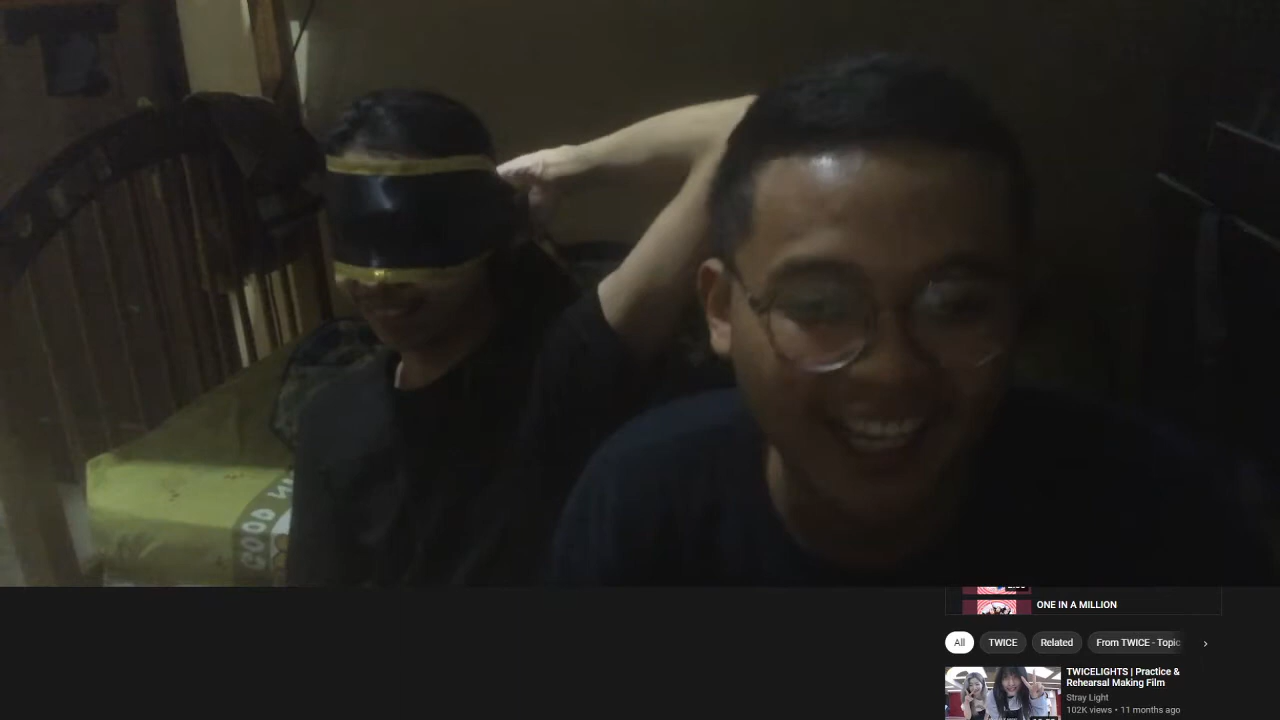 GOOD
ONE IN A MILLION
All
TWICE
Related
From TWICE - Topic
TWICELIGHTS | Practice &
Rehearsal Making Film
Stray Light
102K views • 11 months ago